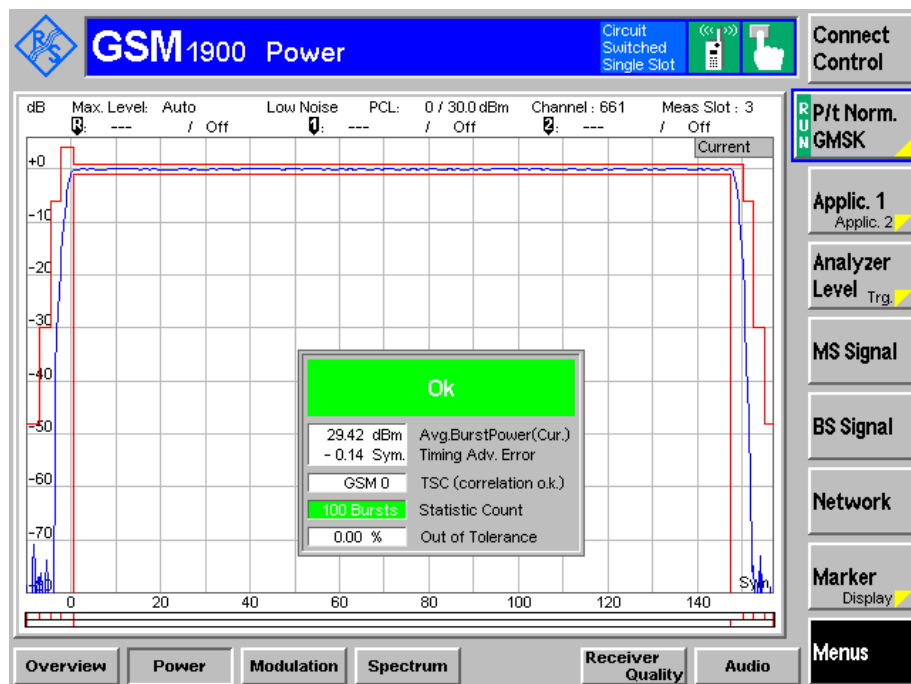 R S
GSM 1900 Power
Circuit Switched Single Slot
Connect Control
dB Max. Level: Auto Low Noise PCL: 0 / 30.0 dBm Channel : 661 Meas Slot : 3
R: --- / Off 1: --- / Off 2: --- / Off
Current
RUN
P/t Norm. GMSK
Applic. 1
Applic. 2
Analyzer Level Trg.
MS Signal
BS Signal
Network
Marker
Display
Menus
+0
-10
-20
-30
-40
-50
-60
-70
-80
Ok
29.42 dBm Avg.BurstPower(Cur.)
- 0.14 Sym. Timing Adv. Error
GSM 0 TSC (correlation o.k.)
100 Bursts Statistic Count
0.00 % Out of Tolerance
Sym.
0 20 40 60 80 100 120 140
Overview Power Modulation Spectrum Receiver Quality Audio